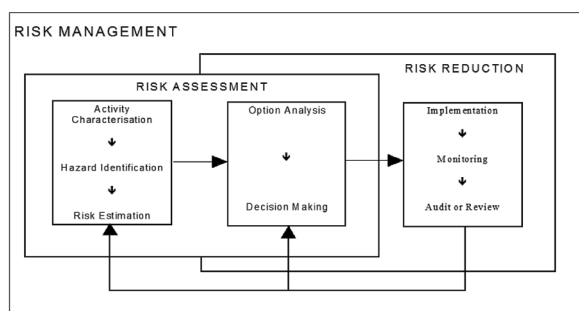 RISK MANAGEMENT
RISK REDUCTION
RISK ASSESSMENT
Activity
Characterisation
Hazard Identification
Risk Estimation
Option Analysis
Decision Making
Implementation
Monitoring
Audit or Review